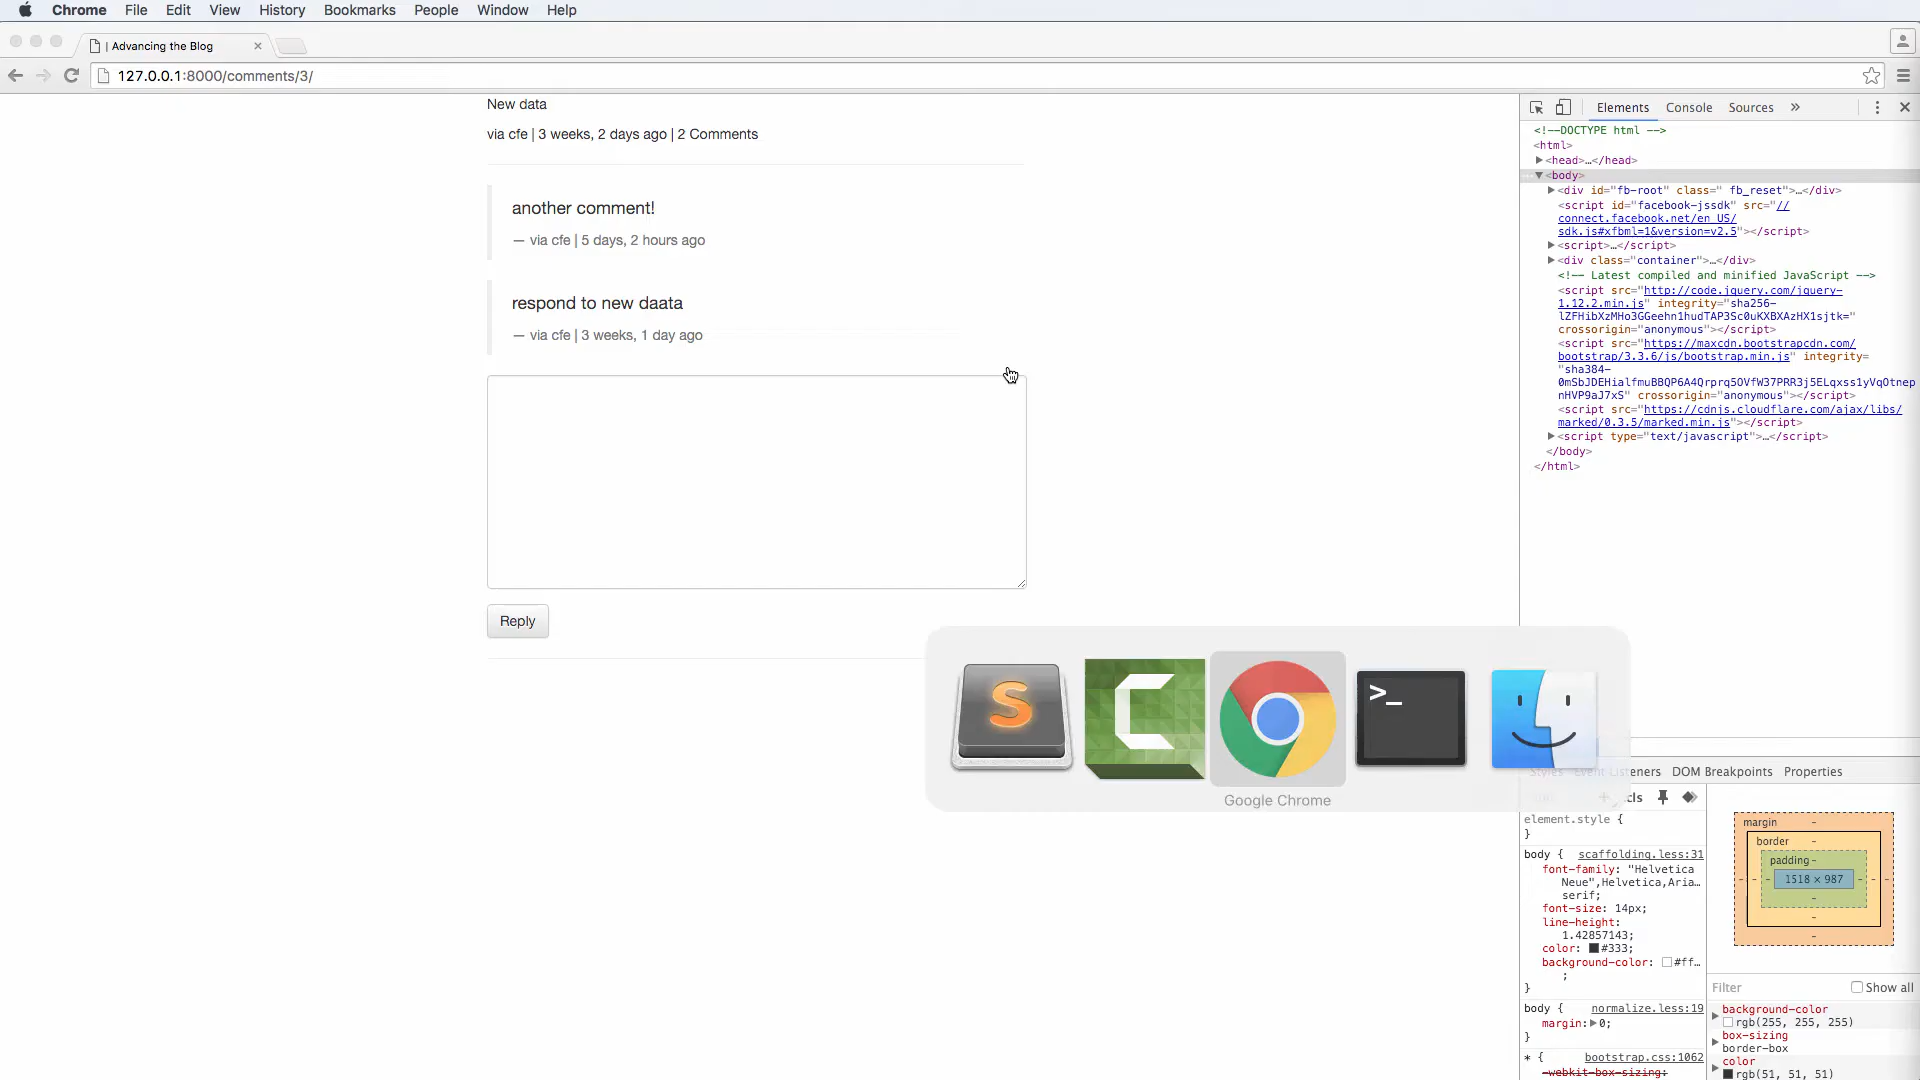 Chrome File Edit View History Bookmarks People Window Help
| Advancing the Blog
127.0.0.1:8000/comments/3/
New data
via cfe | 3 weeks, 2 days ago | 2 Comments
another comment!
— via cfe | 5 days, 2 hours ago
respond to new daata
— via cfe | 3 weeks, 1 day ago
Reply
>_
Google Chrome
Elements Console Sources »
<!--DOCTYPE html -->
<html>
<head>…</head>
<body>
<div id="fb-root" class=" fb_reset">…</div>
<script id="facebook-jssdk" src="//
connect.facebook.net/en_US/
sdk.js#xfbml=1&version=v2.5"></script>
<script>…</script>
<div class="container">…</div>
<!-- Latest compiled and minified JavaScript -->
<script src="http://code.jquery.com/jquery-
1.12.2.min.js" integrity="sha256-
lZFHibXzMHo3GGeehn1hudTAP3Sc0uKXBXAzHX1sjtk="
crossorigin="anonymous"></script>
<script src="https://maxcdn.bootstrapcdn.com/
bootstrap/3.3.6/js/bootstrap.min.js" integrity=
"sha384-
0mSbJDEHialfmuBBQP6A4Qrprq5OVfW37PRR3j5ELqxss1yVqOtnep
nHVP9aJ7xS" crossorigin="anonymous"></script>
<script src="https://cdnjs.cloudflare.com/ajax/libs/
marked/0.3.5/marked.min.js"></script>
<script type="text/javascript">…</script>
</body>
</html>
Styles Event Listeners DOM Breakpoints Properties
element.style {
}
body { scaffolding.less:31
font-family: "Helvetica
Neue",Helvetica,Aria…
serif;
font-size: 14px;
line-height:
1.42857143;
color: #333;
background-color: #ff…
;
}
body { normalize.less:19
margin: 0;
}
* { bootstrap.css:1062
-webkit-box-sizing:
margin -
border -
padding -
1518 × 987
Filter Show all
background-color
rgb(255, 255, 255)
box-sizing
border-box
color
rgb(51, 51, 51)